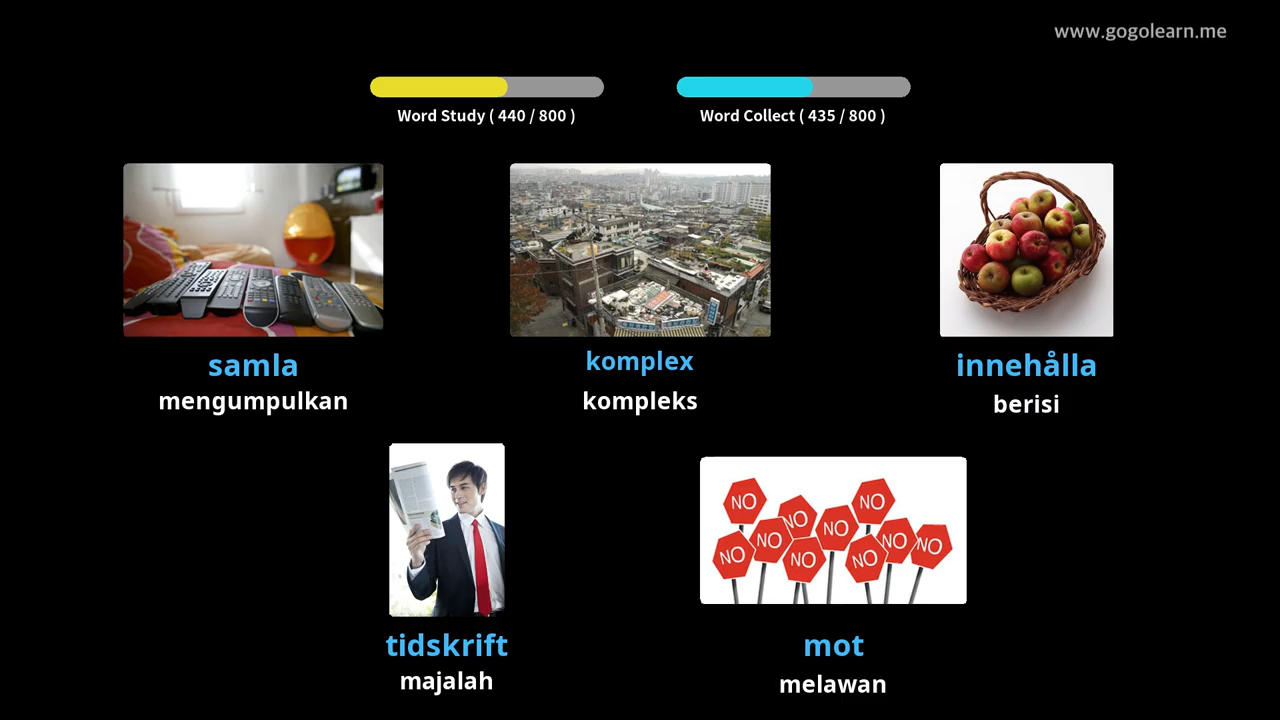 www.gogolearn.me
Word Study ( 440 / 800 )
Word Collect ( 435 / 800 )
samla
mengumpulkan
komplex
kompleks
innehålla
berisi
NO
NO
NO
NO
NO
NO
NO
NO
NO
NO
tidskrift
majalah
mot
melawan